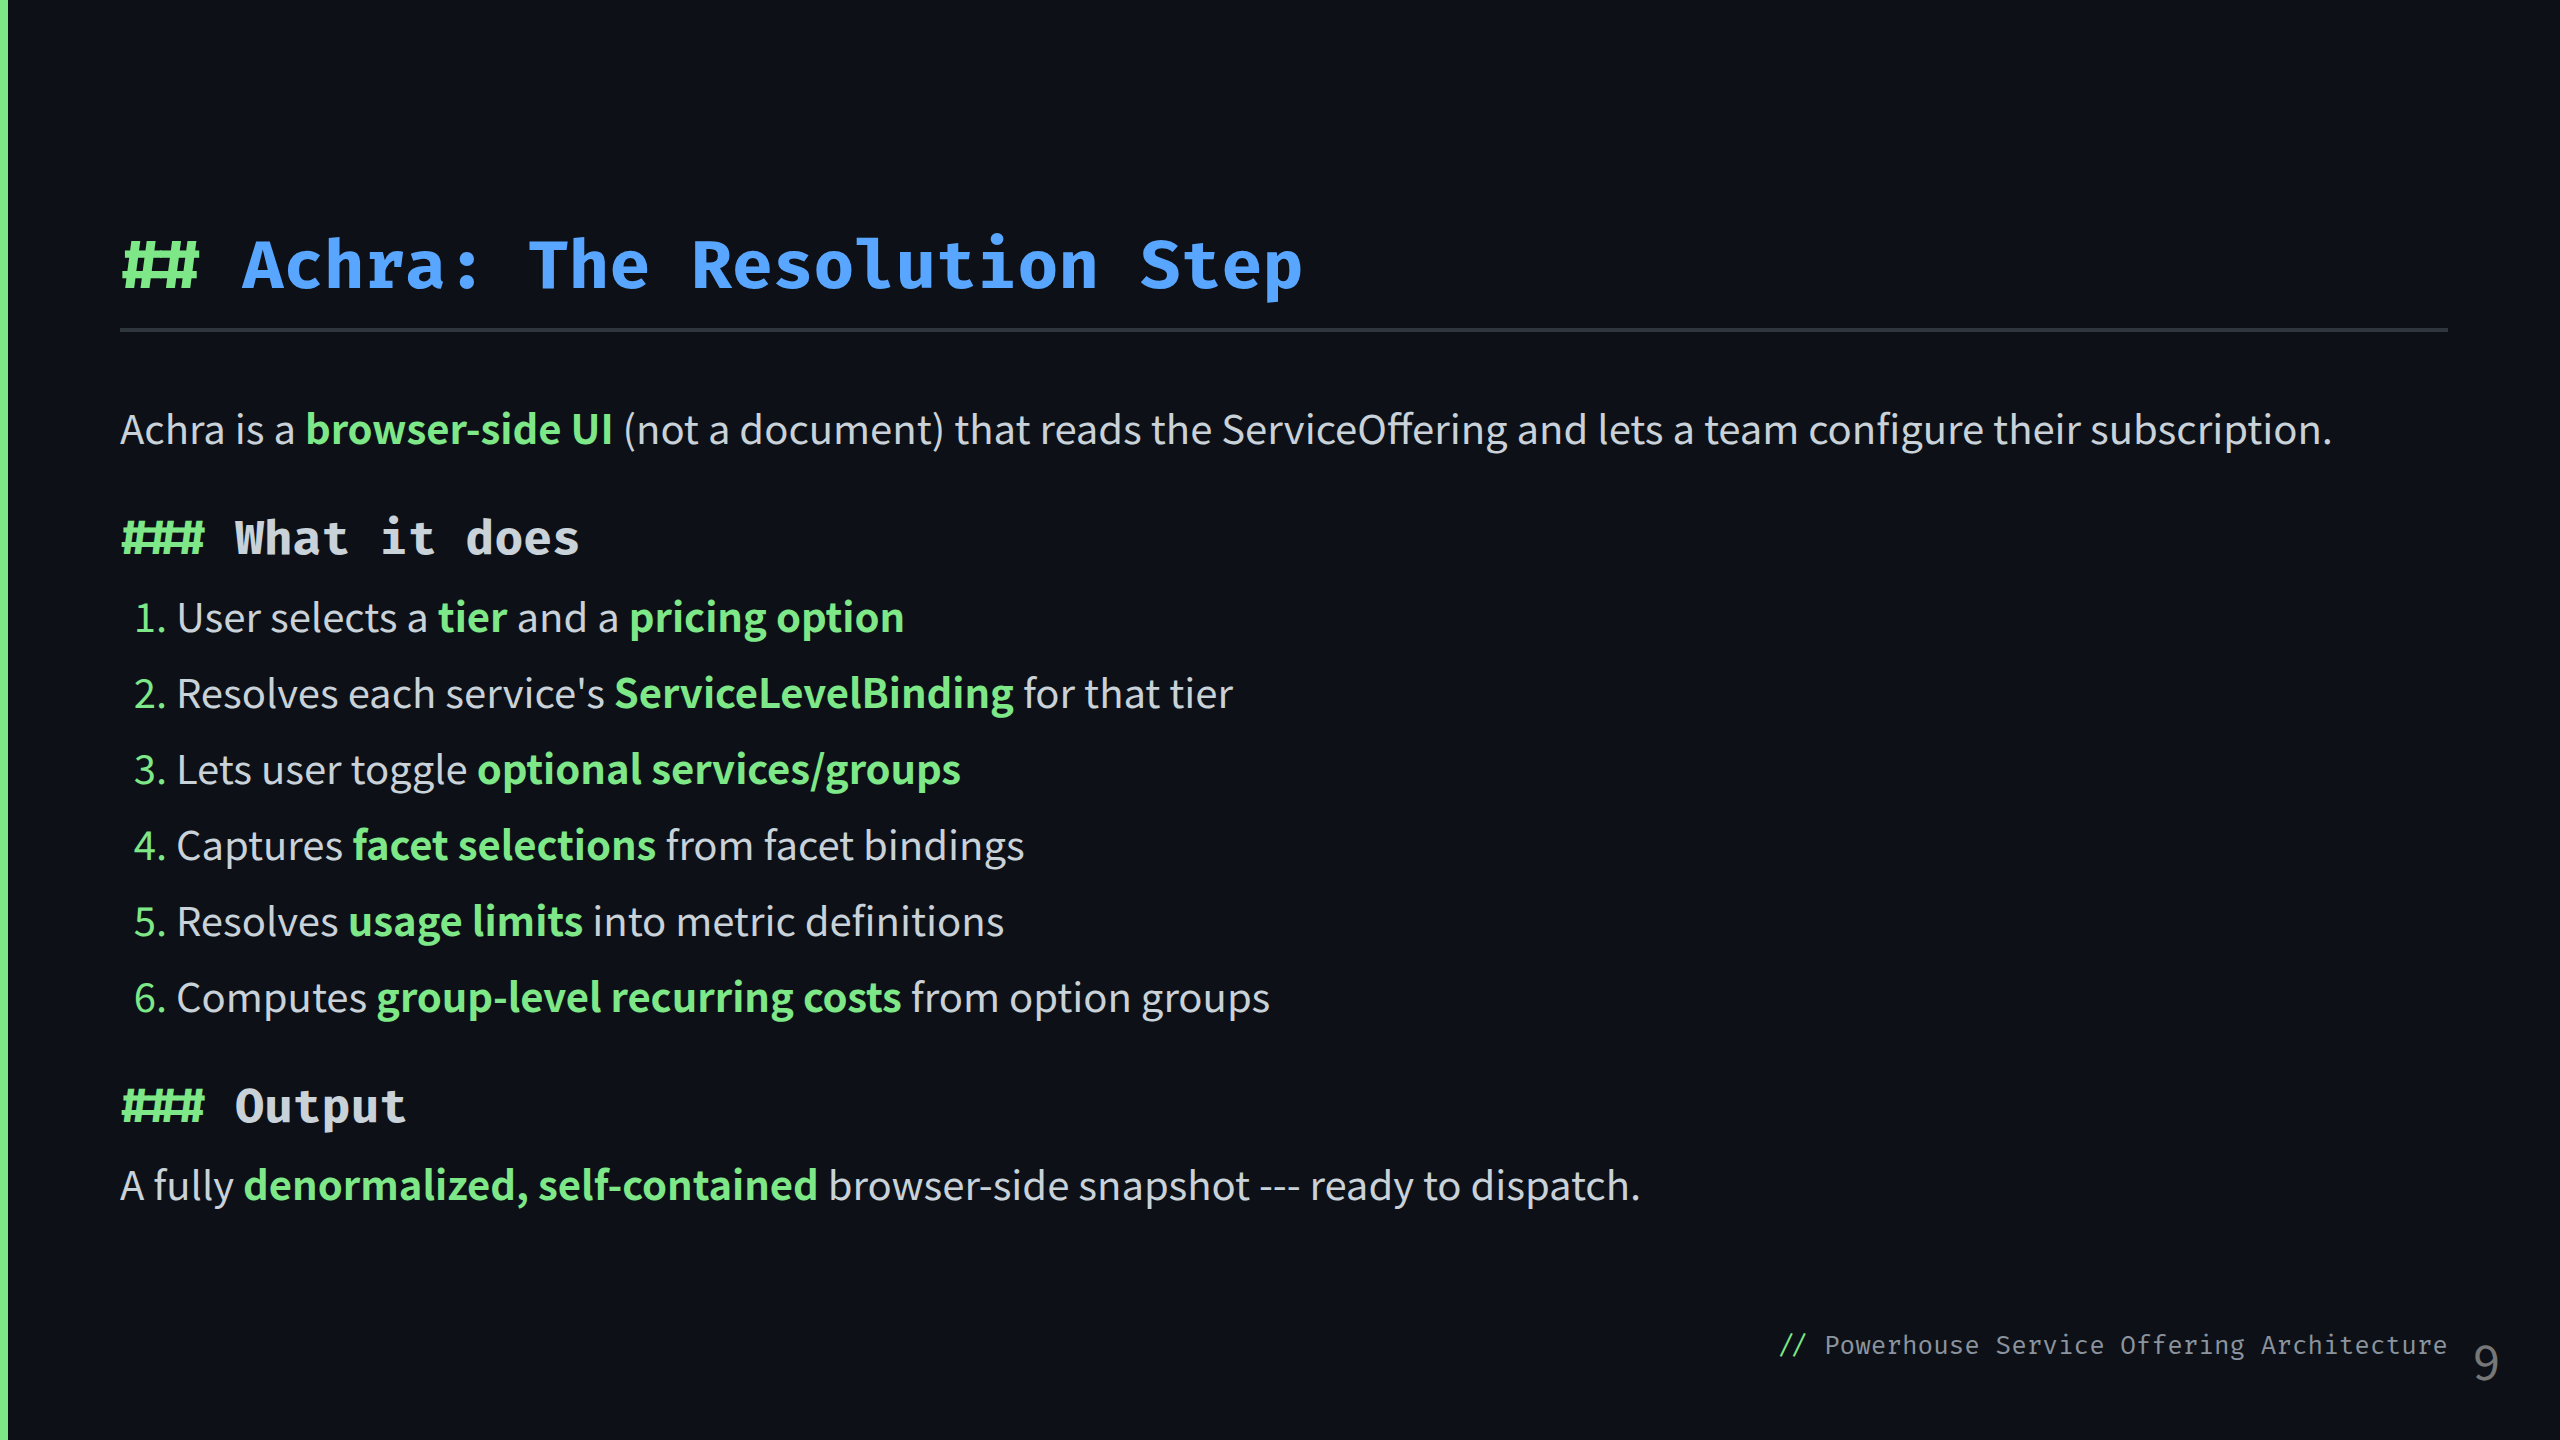 ## Achra: The Resolution Step
Achra is a browser-side UI (not a document) that reads the ServiceOffering and lets a team configure their subscription.
### What it does
1. User selects a tier and a pricing option
2. Resolves each service's ServiceLevelBinding for that tier
3. Lets user toggle optional services/groups
4. Captures facet selections from facet bindings
5. Resolves usage limits into metric definitions
6. Computes group-level recurring costs from option groups
### Output
A fully denormalized, self-contained browser-side snapshot --- ready to dispatch.
// Powerhouse Service Offering Architecture
9